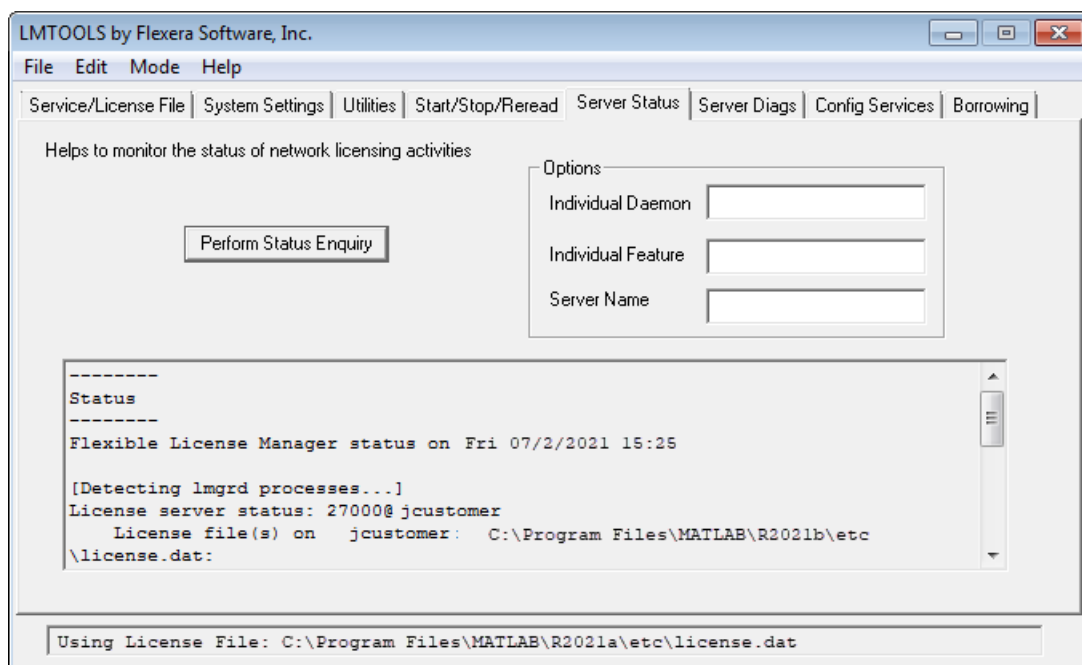 LMTOOLS by Flexera Software, Inc.
File Edit Mode Help
Service/License File System Settings Utilities Start/Stop/Reread Server Status Server Diags Config Services Borrowing
Helps to monitor the status of network licensing activities
Options
Individual Daemon
Perform Status Enquiry
Individual Feature
Server Name
--------
Status
--------
Flexible License Manager status on Fri 07/2/2021 15:25
[Detecting lmgrd processes...]
License server status: 27000@jcustomer
License file(s) on jcustomer: C:\Program Files\MATLAB\R2021b\etc
\license.dat:
Using License File: C:\Program Files\MATLAB\R2021a\etc\license.dat